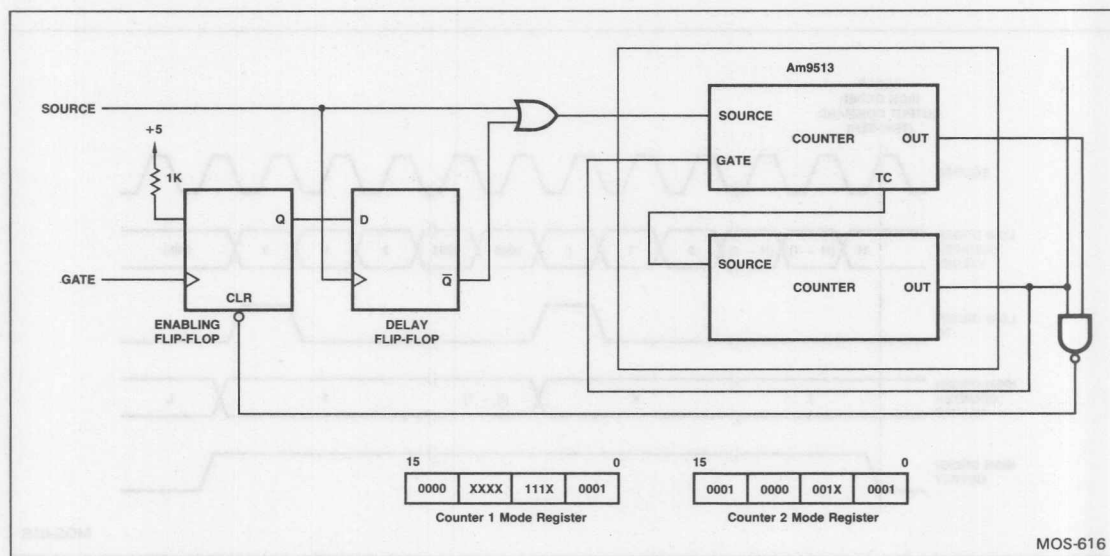 Am9513
SOURCE
+5
1K
Q
D
Q̅
GATE
CLR
ENABLING
FLIP-FLOP
DELAY
FLIP-FLOP
SOURCE
COUNTER
OUT
GATE
TC
SOURCE
COUNTER
OUT
15 0
0000 XXXX 111X 0001
Counter 1 Mode Register
15 0
0001 0000 001X 0001
Counter 2 Mode Register
MOS-616